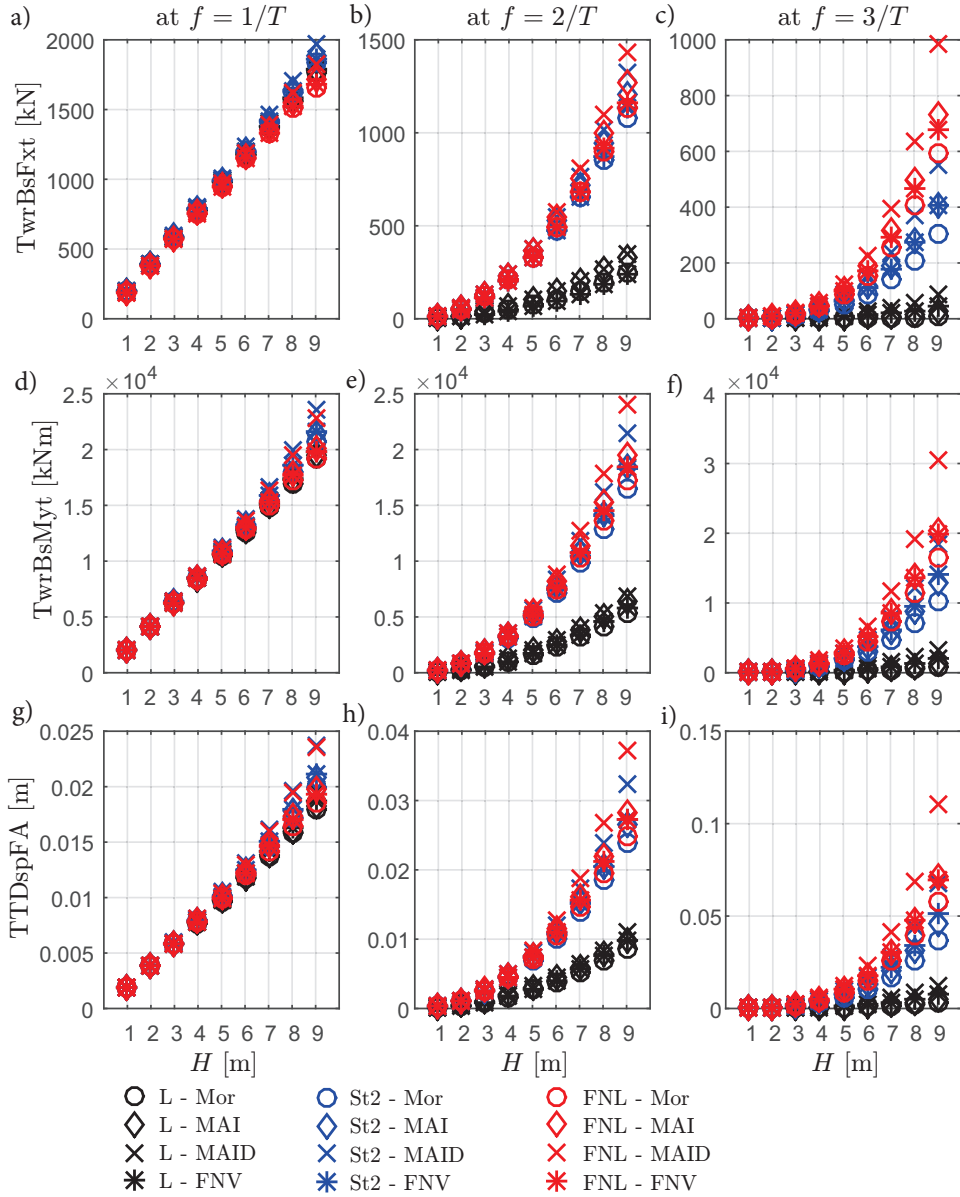 a) at f = 1/T b) at f = 2/T c) at f = 3/T
TwrBsFxt [kN]
2000
1500
1000
500
0
1 2 3 4 5 6 7 8 9
1500
1000
500
0
1 2 3 4 5 6 7 8 9
1000
800
600
400
200
0
1 2 3 4 5 6 7 8 9
d) ×10⁴ e) ×10⁴ f) ×10⁴
TwrBsMyt [kNm]
2.5
2
1.5
1
0.5
0
1 2 3 4 5 6 7 8 9
2.5
2
1.5
1
0.5
0
1 2 3 4 5 6 7 8 9
4
3
2
1
0
1 2 3 4 5 6 7 8 9
g) h) i)
TTDspFA [m]
0.025
0.02
0.015
0.01
0.005
0
1 2 3 4 5 6 7 8 9
H [m]
0.04
0.03
0.02
0.01
0
1 2 3 4 5 6 7 8 9
H [m]
0.15
0.1
0.05
0
1 2 3 4 5 6 7 8 9
H [m]
L - Mor St2 - Mor FNL - Mor
L - MAI St2 - MAI FNL - MAI
L - MAID St2 - MAID FNL - MAID
L - FNV St2 - FNV FNL - FNV